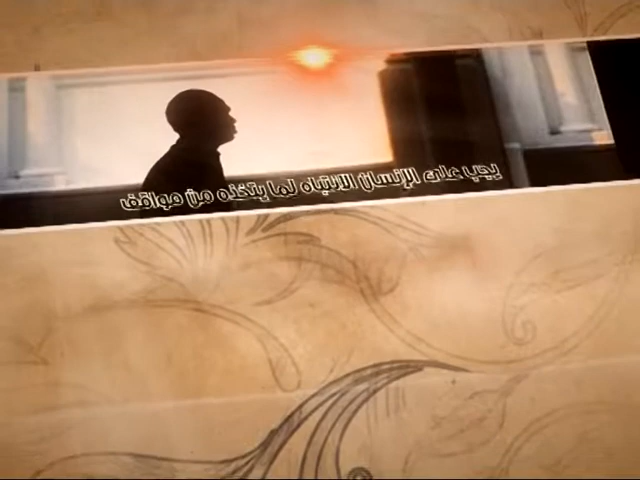 يجب على الإنسان الانتباه لما يتخذه من مواقف